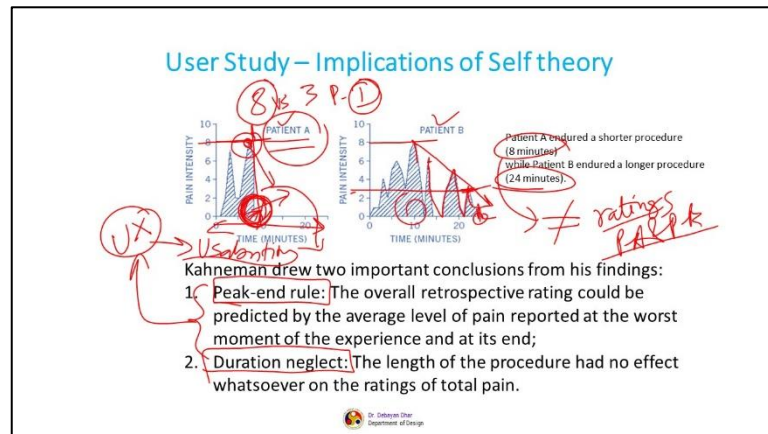 User Study – Implications of Self theory
8 vs 3 P-1
10
8
6
4
2
0
PAIN INTENSITY
PATIENT A
20
TIME (MINUTES)
10
8
6
4
2
0
PAIN INTENSITY
PATIENT B
10
20
TIME (MINUTES)
Patient A endured a shorter procedure
(8 minutes)
while Patient B endured a longer procedure
(24 minutes).
≠ ratings
UX
Usability
Kahneman drew two important conclusions from his findings:
1. Peak-end rule: The overall retrospective rating could be
predicted by the average level of pain reported at the worst
moment of the experience and at its end;
2. Duration neglect: The length of the procedure had no effect
whatsoever on the ratings of total pain.
Dr. Debayan Dhar
Department of Design